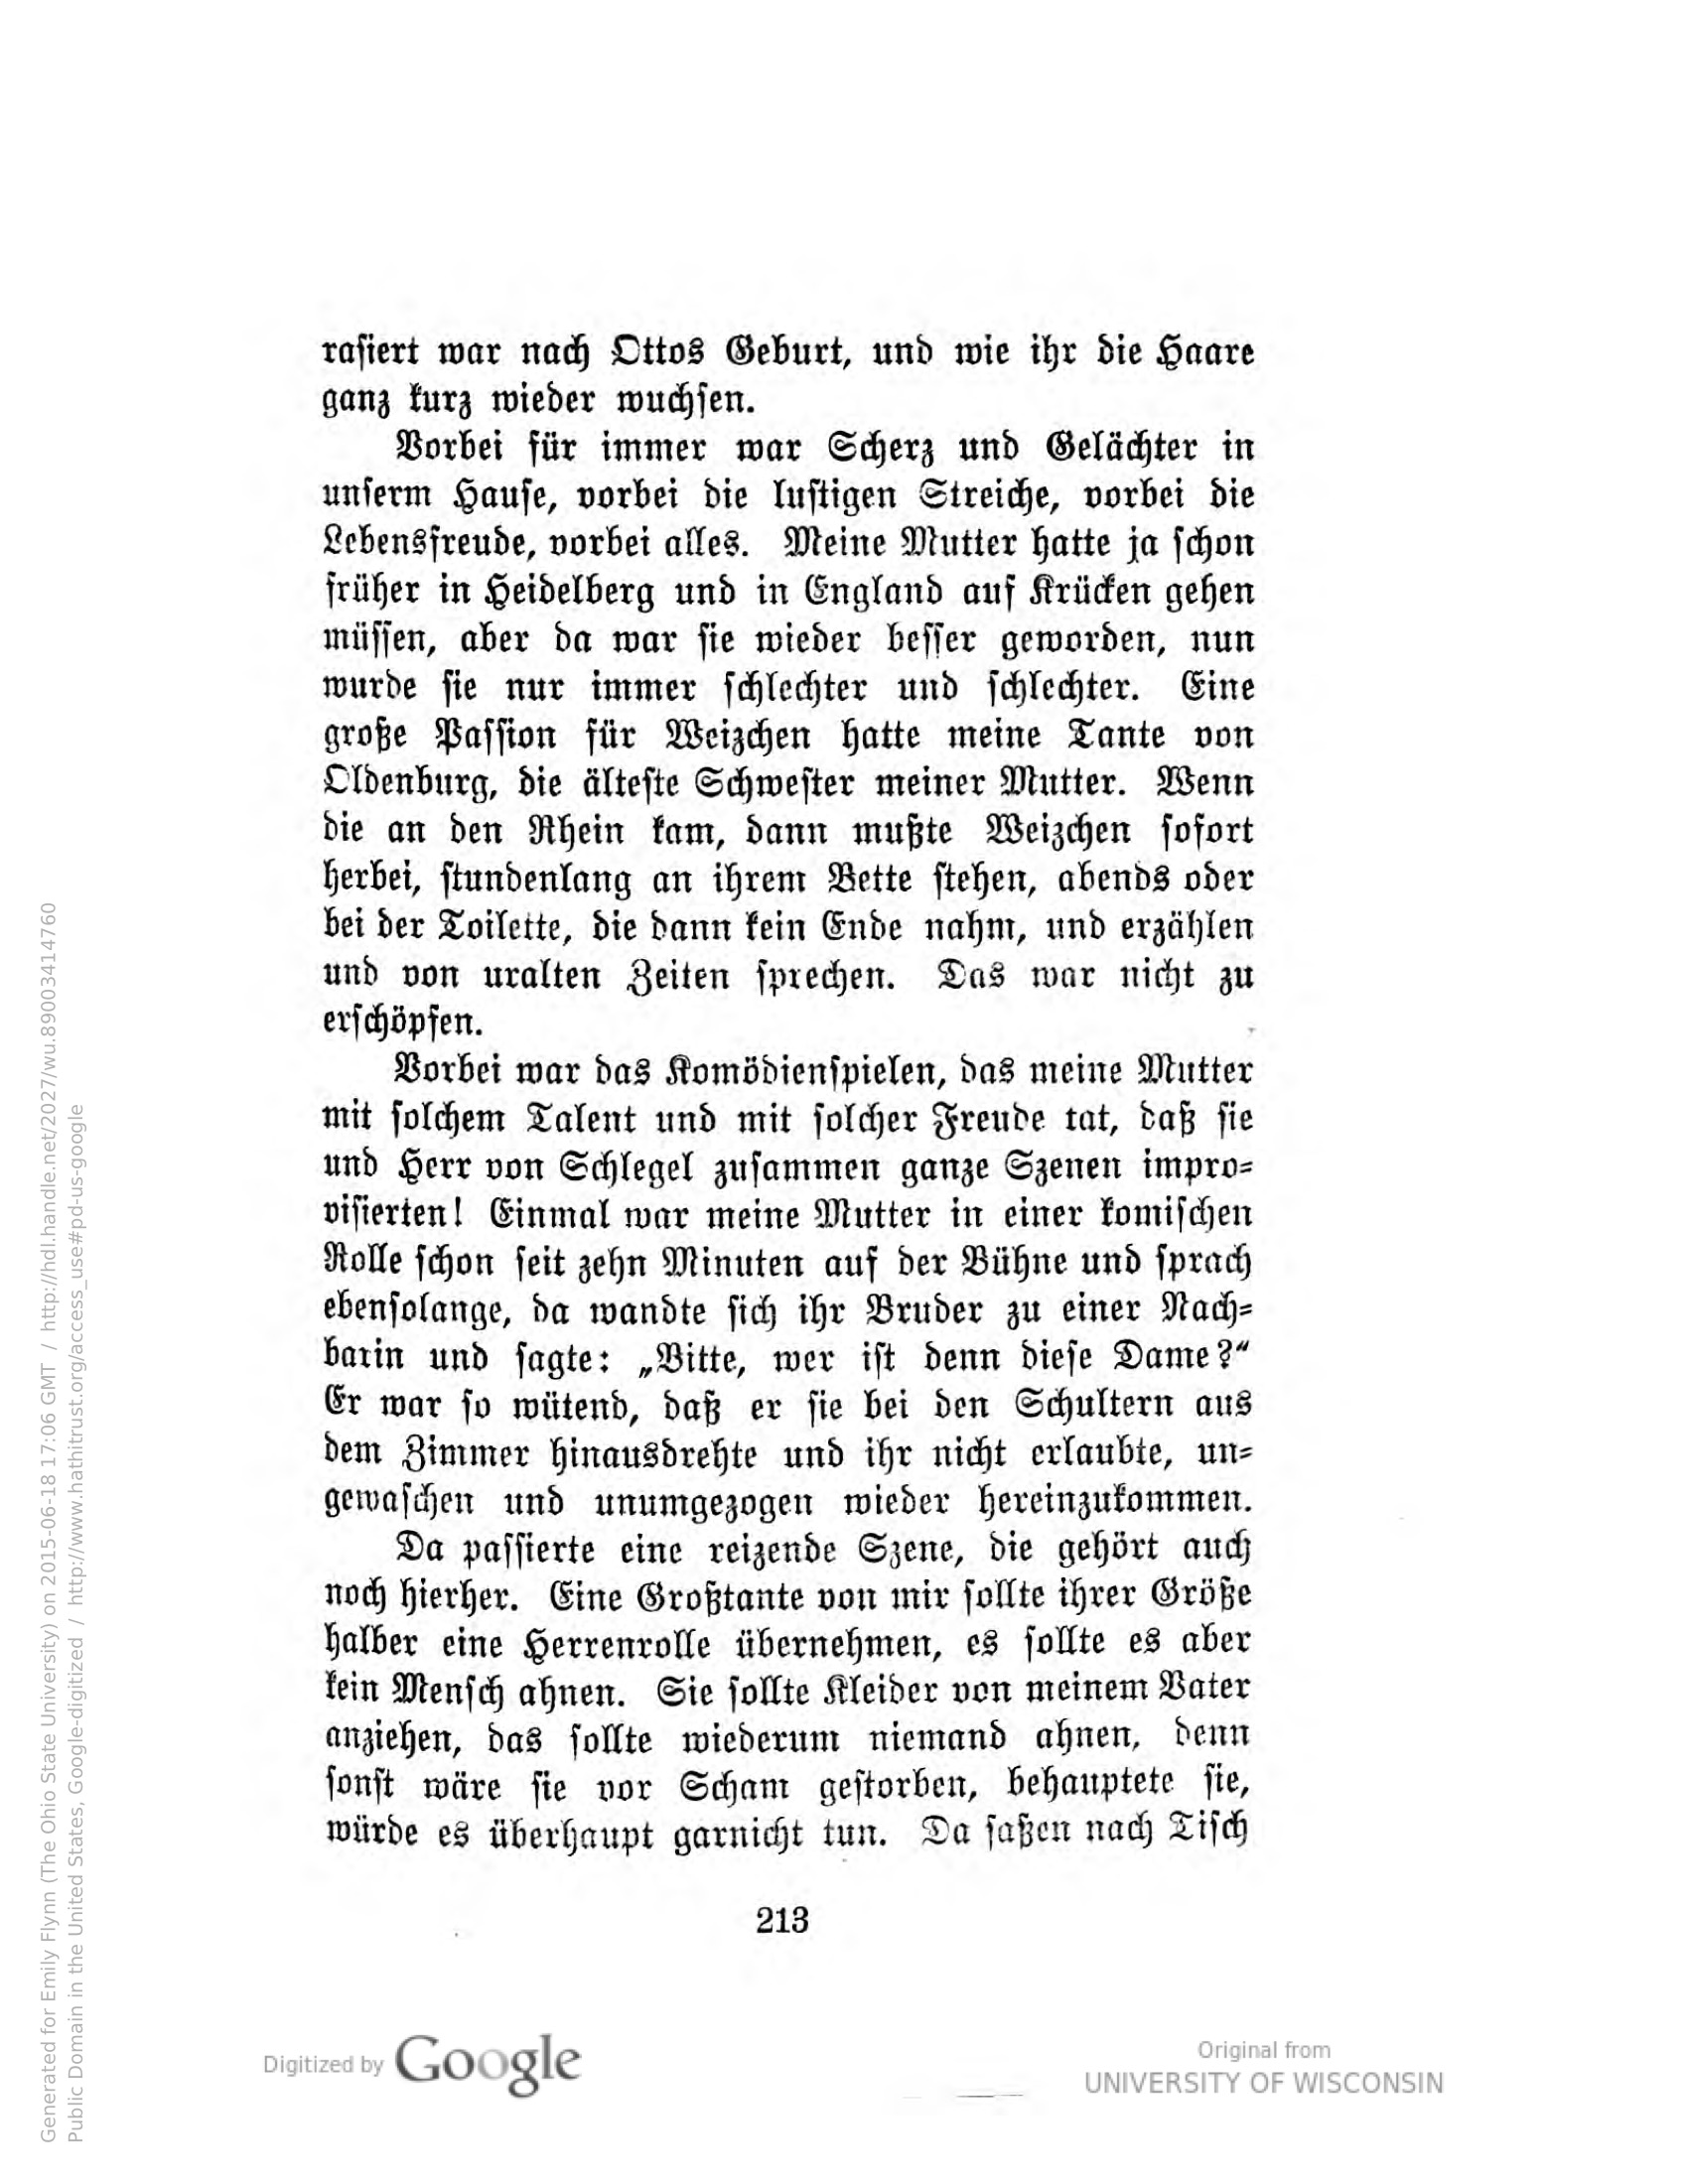 rasiert war nach Ottos Geburt, und wie ihr die Haare
ganz kurz wieder wuchsen.
Vorbei für immer war Scherz und Gelächter in
unserm Hause, vorbei die lustigen Streiche, vorbei die
Lebensfreude, vorbei alles. Meine Mutter hatte ja schon
früher in Heidelberg und in England auf Krücken gehen
müssen, aber da war sie wieder besser geworden, nun
wurde sie nur immer schlechter und schlechter. Eine
große Passion für Weizchen hatte meine Tante von
Oldenburg, die älteste Schwester meiner Mutter. Wenn
die an den Rhein kam, dann mußte Weizchen sofort
herbei, stundenlang an ihrem Bette stehen, abends oder
bei der Toilette, die dann kein Ende nahm, und erzählen
und von uralten Zeiten sprechen. Das war nicht zu
erschöpfen.
Vorbei war das Komödienspielen, das meine Mutter
mit solchem Talent und mit solcher Freude tat, daß sie
und Herr von Schlegel zusammen ganze Szenen impro-
visierten! Einmal war meine Mutter in einer komischen
Rolle schon seit zehn Minuten auf der Bühne und sprach
ebensolange, da wandte sich ihr Bruder zu einer Nach-
barin und sagte: „Bitte, wer ist denn diese Dame?“
Er war so wütend, daß er sie bei den Schultern aus
dem Zimmer hinausdrehte und ihr nicht erlaubte, un-
gewaschen und unumgezogen wieder hereinzukommen.
Da passierte eine reizende Szene, die gehört auch
noch hierher. Eine Großtante von mir sollte ihrer Größe
halber eine Herrenrolle übernehmen, es sollte es aber
kein Mensch ahnen. Sie sollte Kleider von meinem Vater
anziehen, das sollte wiederum niemand ahnen, denn
sonst wäre sie vor Scham gestorben, behauptete sie,
würde es überhaupt garnicht tun. Da saßen nach Tisch
213
Digitized by Google
Original from
UNIVERSITY OF WISCONSIN
Generated for Emily Flynn (The Ohio State University) on 2015-06-18 17:06 GMT / http://hdl.handle.net/2027/wu.89003414760
Public Domain in the United States, Google-digitized / http://www.hathitrust.org/access_use#pd-us-google